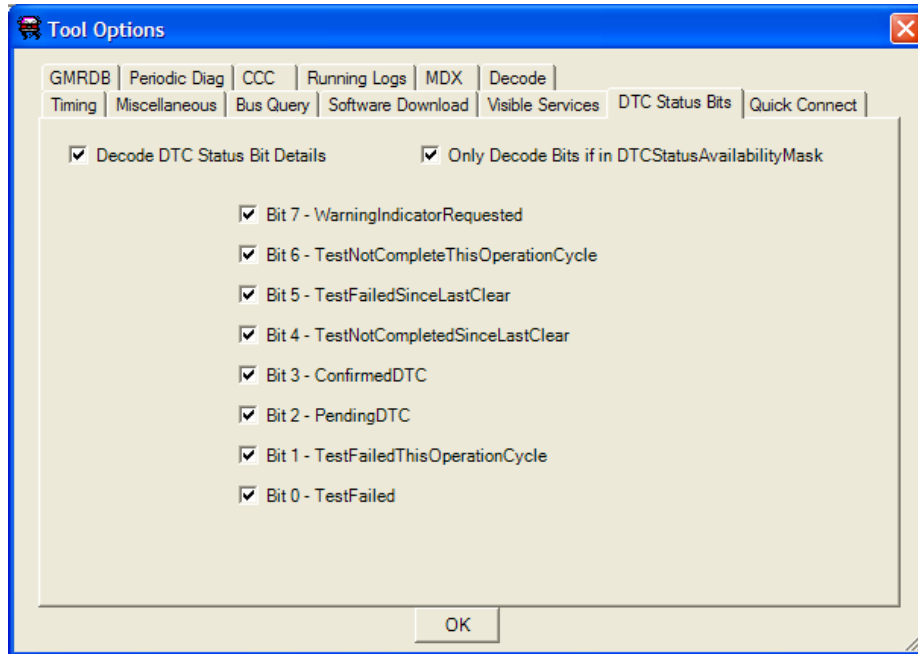 Tool Options
GMRDB Periodic Diag CCC Running Logs MDX Decode
Timing Miscellaneous Bus Query Software Download Visible Services DTC Status Bits Quick Connect
Decode DTC Status Bit Details Only Decode Bits if in DTCStatusAvailabilityMask
Bit 7 - WarningIndicatorRequested
Bit 6 - TestNotCompleteThisOperationCycle
Bit 5 - TestFailedSinceLastClear
Bit 4 - TestNotCompletedSinceLastClear
Bit 3 - ConfirmedDTC
Bit 2 - PendingDTC
Bit 1 - TestFailedThisOperationCycle
Bit 0 - TestFailed
OK